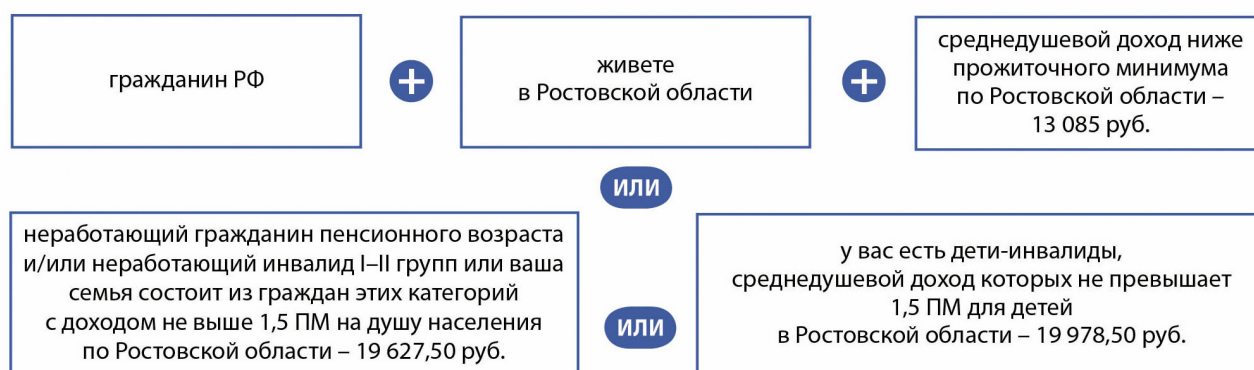 гражданин РФ
+
живете
в Ростовской области
+
среднедушевой доход ниже
прожиточного минимума
по Ростовской области –
13 085 руб.
ИЛИ
неработающий гражданин пенсионного возраста
и/или неработающий инвалид I–II групп или ваша
семья состоит из граждан этих категорий
с доходом не выше 1,5 ПМ на душу населения
по Ростовской области – 19 627,50 руб.
ИЛИ
у вас есть дети-инвалиды,
среднедушевой доход которых не превышает
1,5 ПМ для детей
в Ростовской области – 19 978,50 руб.